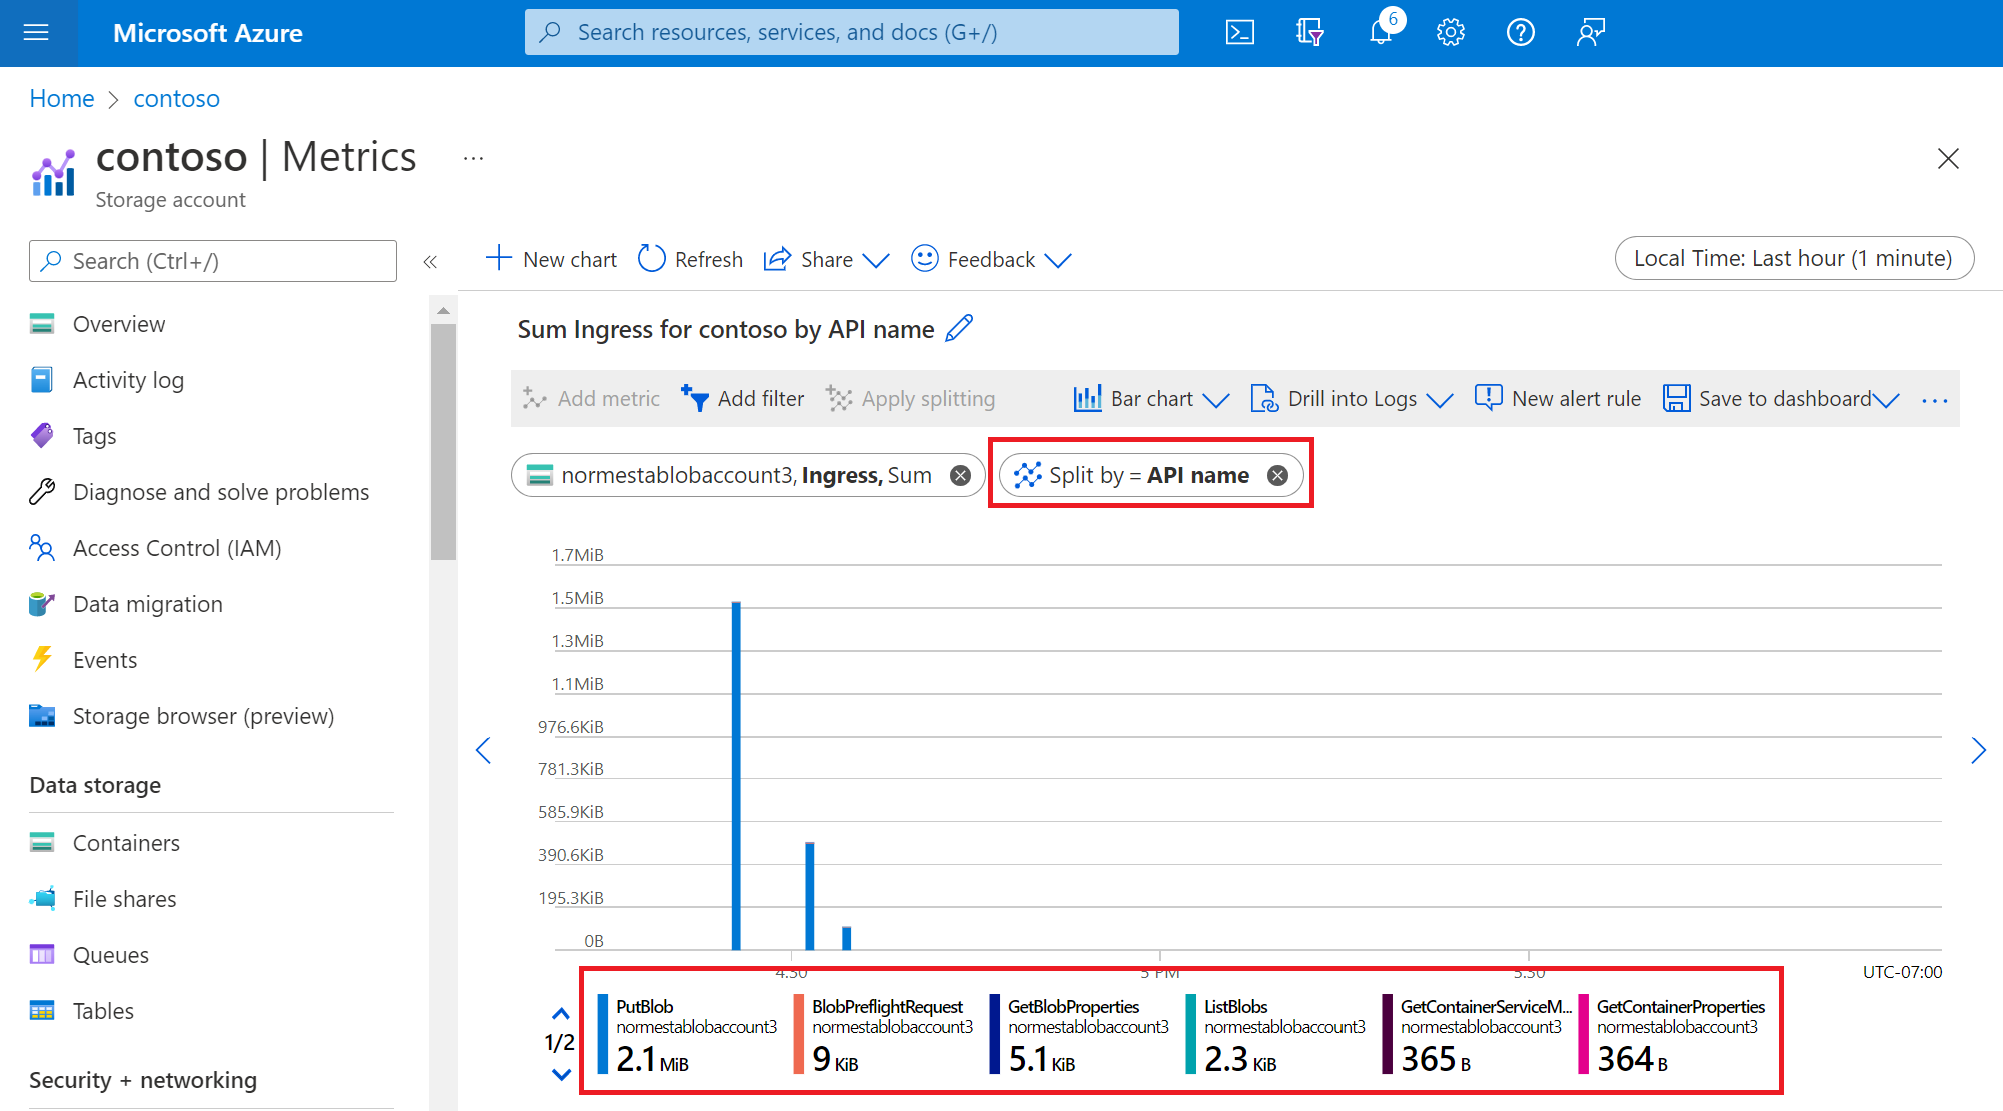 Microsoft Azure
Search resources, services, and docs (G+/)
6
Home > contoso
contoso | Metrics ...
Storage account
Search (Ctrl+/)
«
New chart
Refresh
Share
Feedback
Local Time: Last hour (1 minute)
Overview
Activity log
Tags
Diagnose and solve problems
Access Control (IAM)
Data migration
Events
Storage browser (preview)
Data storage
Containers
File shares
Queues
Tables
Security + networking
Sum Ingress for contoso by API name
Add metric
Add filter
Apply splitting
Bar chart
Drill into Logs
New alert rule
Save to dashboard
...
normestablobaccount3, Ingress, Sum
Split by = API name
1.7MiB
1.5MiB
1.3MiB
1.1MiB
976.6KiB
781.3KiB
585.9KiB
390.6KiB
195.3KiB
0B
4:30
5 PM
5:30
UTC-07:00
1/2
PutBlob
normestablobaccount3
2.1 MiB
BlobPreflightRequest
normestablobaccount3
9 KiB
GetBlobProperties
normestablobaccount3
5.1 KiB
ListBlobs
normestablobaccount3
2.3 KiB
GetContainerServiceM...
normestablobaccount3
365 B
GetContainerProperties
normestablobaccount3
364 B